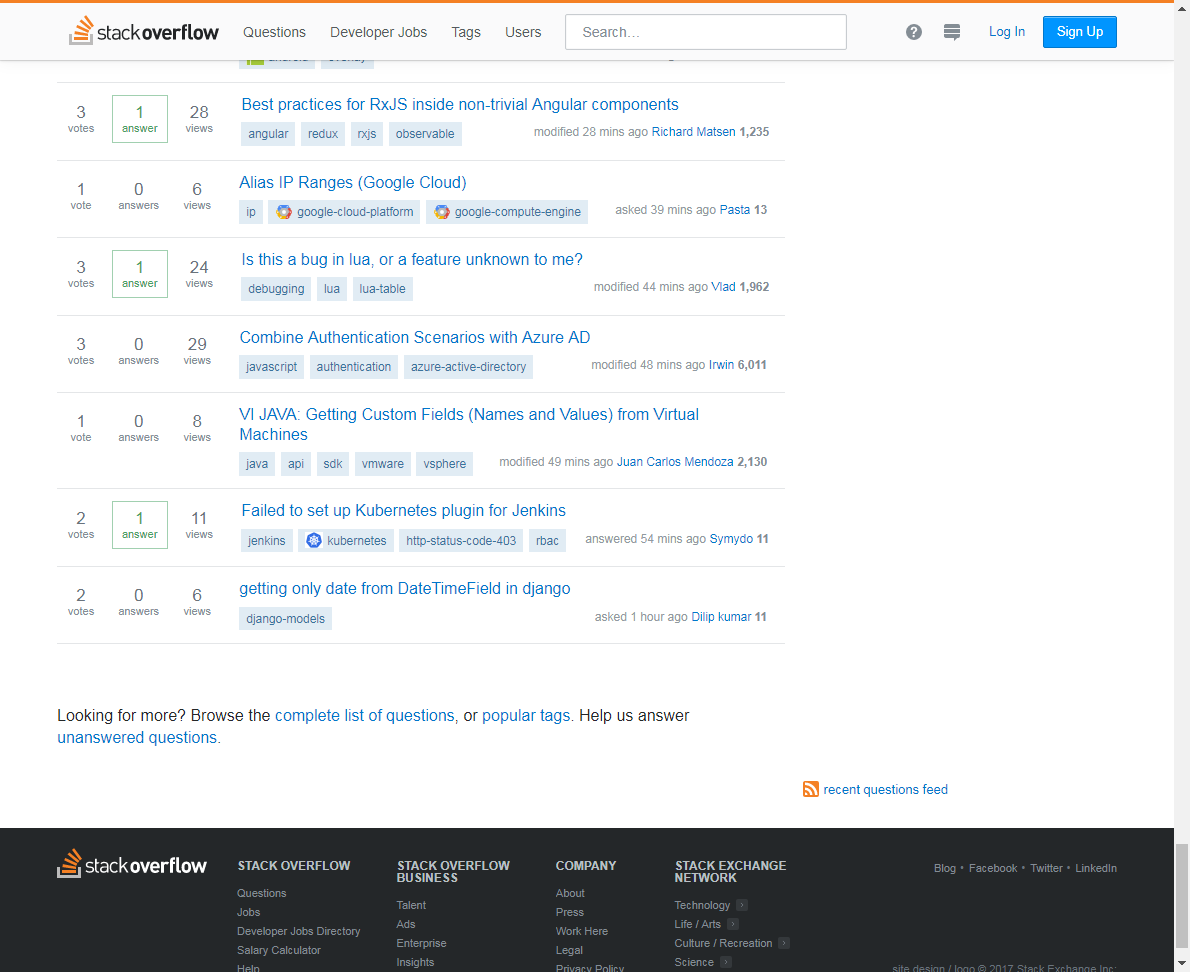 stackoverflow Questions Developer Jobs Tags Users Search… Log In Sign Up
3 votes 1 answer 28 views
Best practices for RxJS inside non-trivial Angular components
angular redux rxjs observable
modified 28 mins ago Richard Matsen 1,235
1 vote 0 answers 6 views
Alias IP Ranges (Google Cloud)
ip google-cloud-platform google-compute-engine
asked 39 mins ago Pasta 13
3 votes 1 answer 24 views
Is this a bug in lua, or a feature unknown to me?
debugging lua lua-table
modified 44 mins ago Vlad 1,962
3 votes 0 answers 29 views
Combine Authentication Scenarios with Azure AD
javascript authentication azure-active-directory
modified 48 mins ago Irwin 6,011
1 vote 0 answers 8 views
VI JAVA: Getting Custom Fields (Names and Values) from Virtual
Machines
java api sdk vmware vsphere
modified 49 mins ago Juan Carlos Mendoza 2,130
2 votes 1 answer 11 views
Failed to set up Kubernetes plugin for Jenkins
jenkins kubernetes http-status-code-403 rbac
answered 54 mins ago Symydo 11
2 votes 0 answers 6 views
getting only date from DateTimeField in django
django-models
asked 1 hour ago Dilip kumar 11
Looking for more? Browse the complete list of questions, or popular tags. Help us answer
unanswered questions.
recent questions feed
stackoverflow
STACK OVERFLOW
Questions
Jobs
Developer Jobs Directory
Salary Calculator
Help
STACK OVERFLOW
BUSINESS
Talent
Ads
Enterprise
Insights
COMPANY
About
Press
Work Here
Legal
Privacy Policy
STACK EXCHANGE
NETWORK
Technology
Life / Arts
Culture / Recreation
Science
Blog • Facebook • Twitter • LinkedIn
site design / logo © 2017 Stack Exchange Inc;